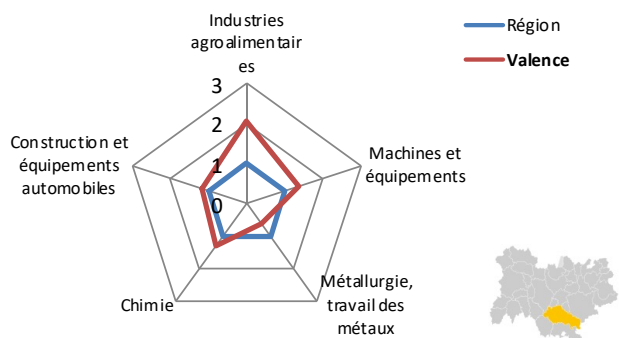 Industries
agroalimentair
es
Région
Valence
3
2
1
0
Construction et
équipements
automobiles
Machines et
équipements
Chimie
Métallurgie,
travail des
métaux